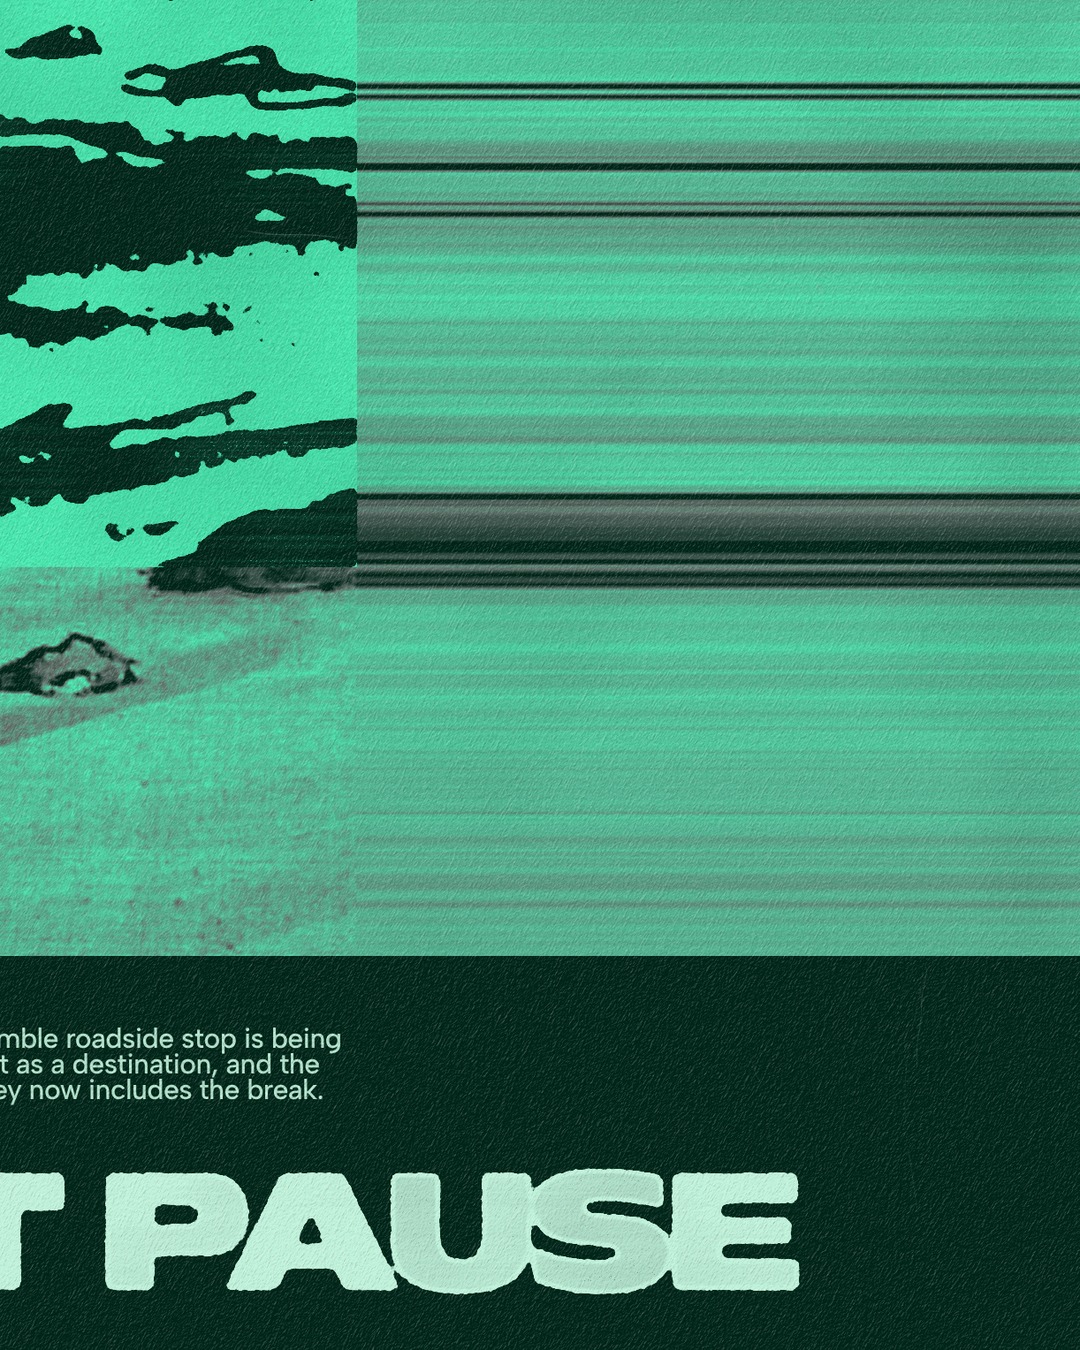 mble roadside stop is being
t as a destination, and the
ey now includes the break.
T PAUSE